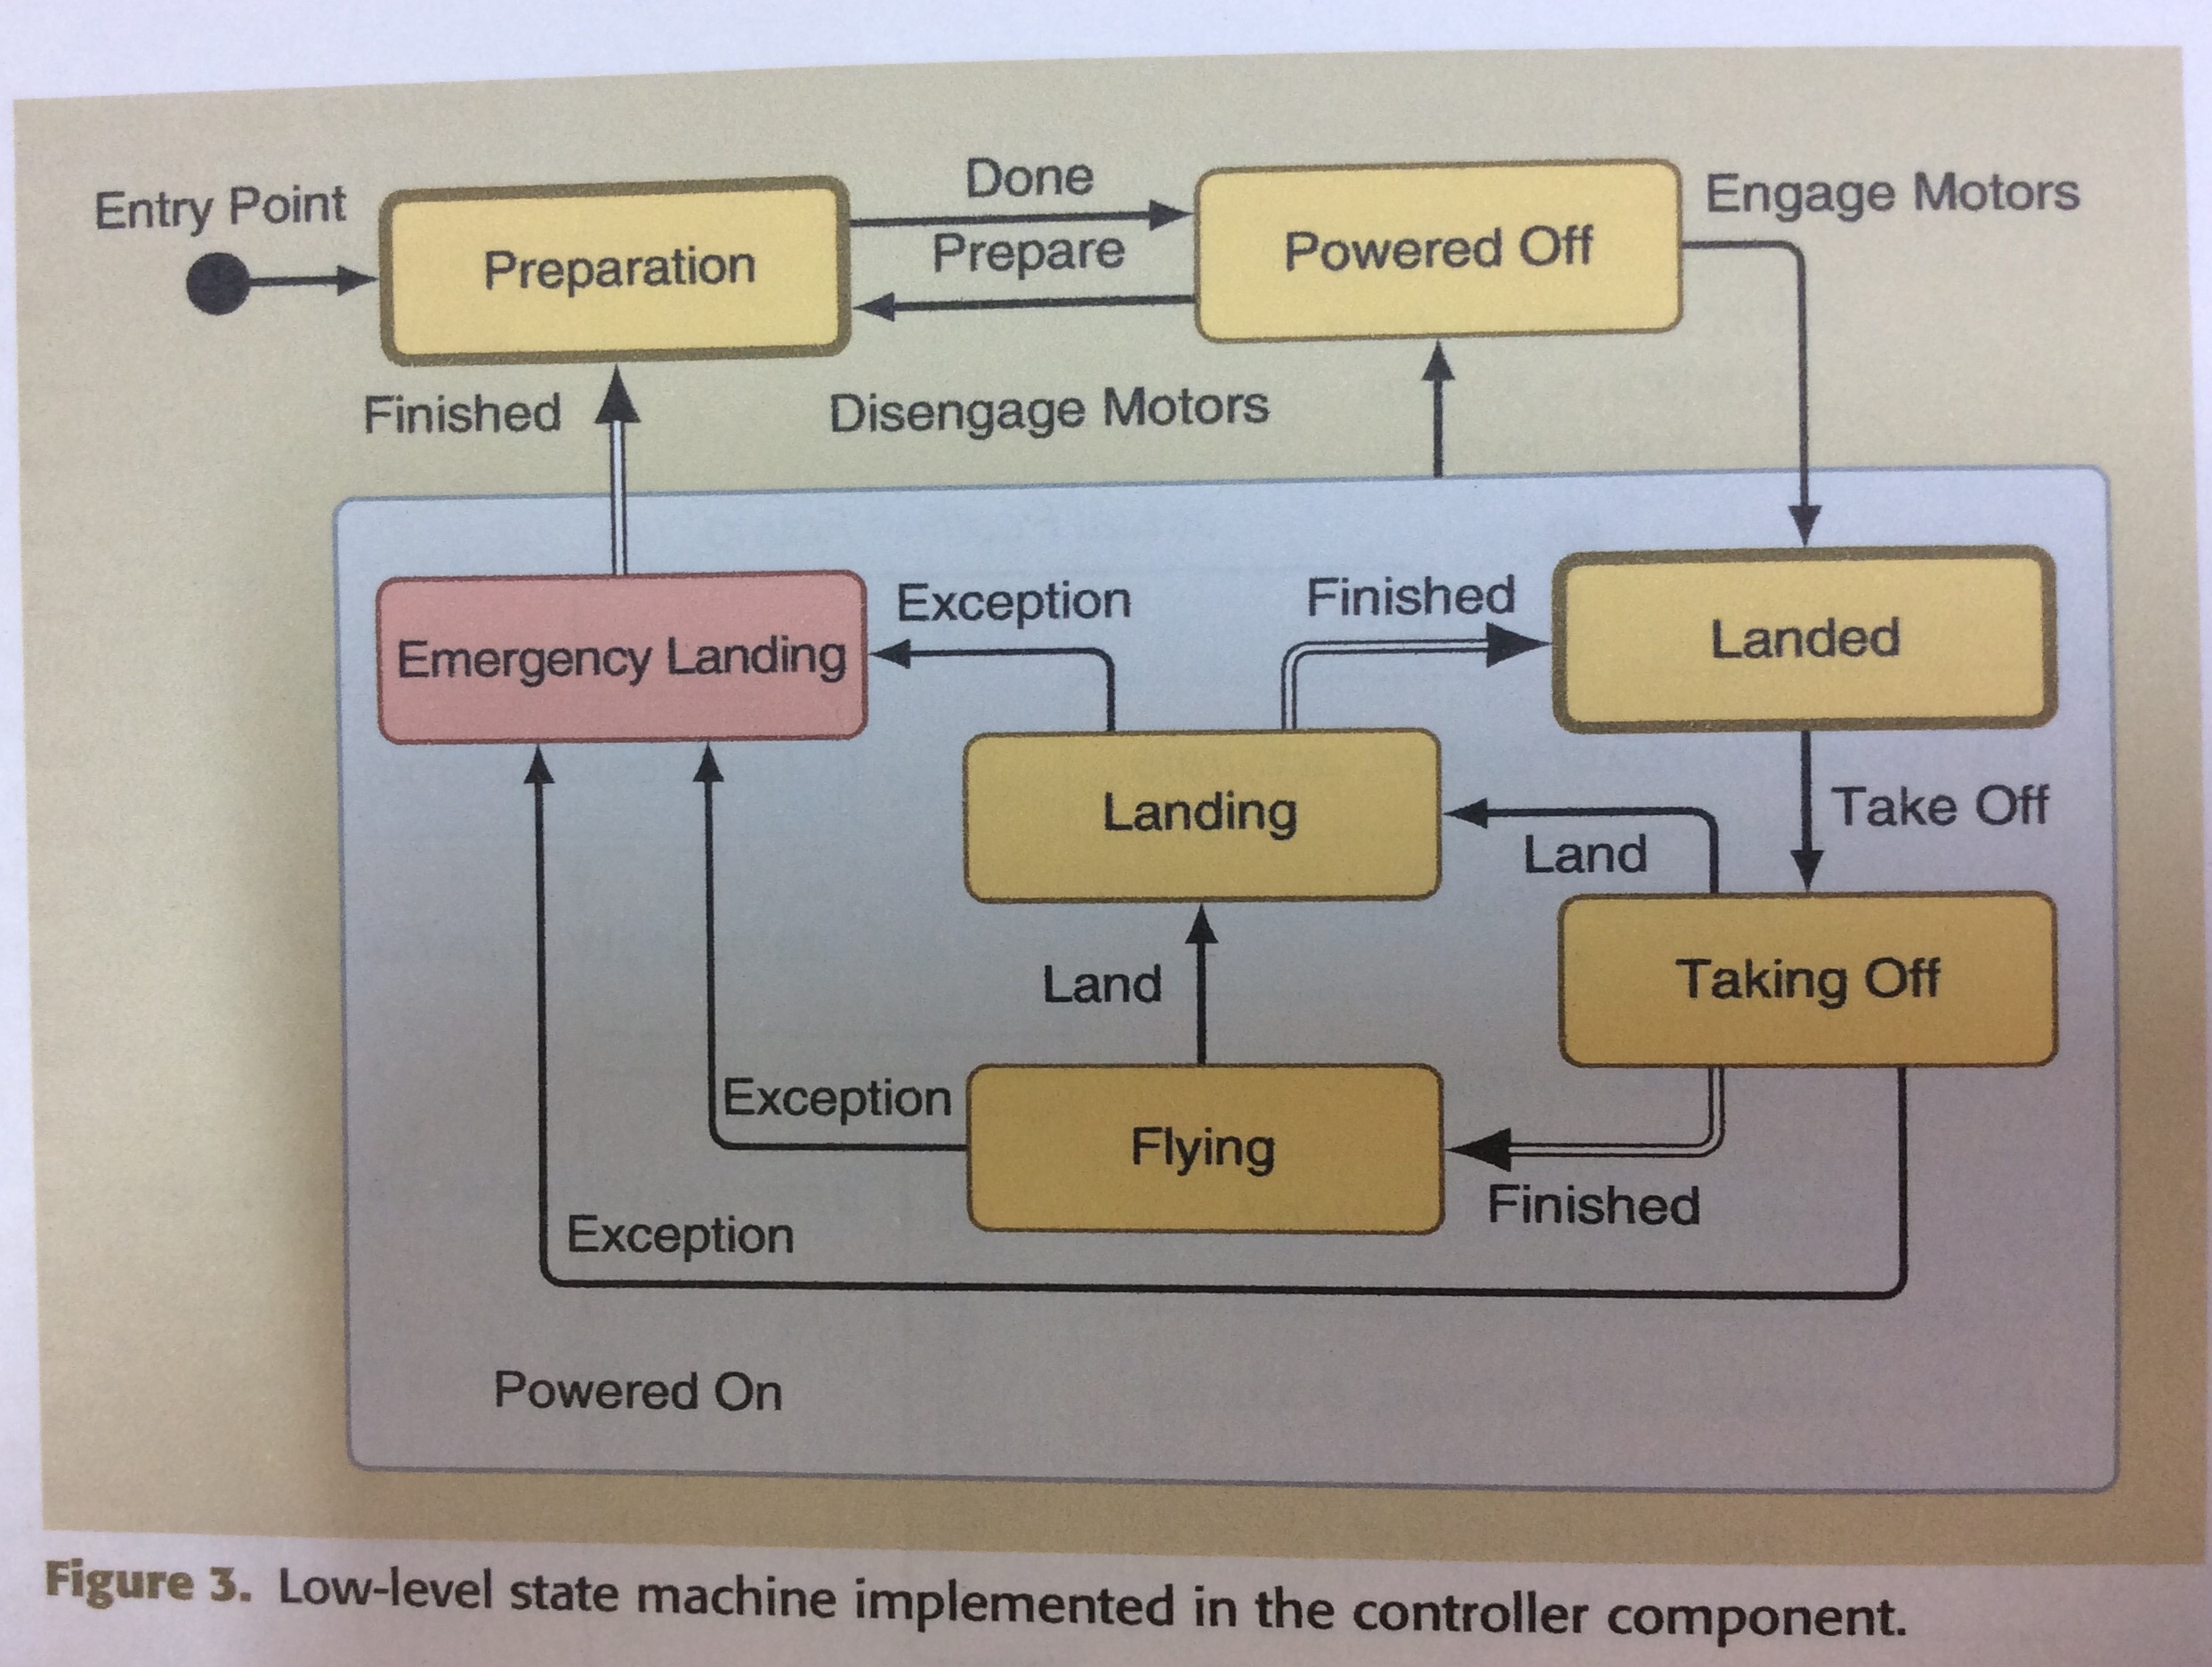 Entry Point
Preparation
Done
Prepare
Powered Off
Engage Motors
Finished
Disengage Motors
Emergency Landing
Exception
Finished
Landed
Landing
Land
Take Off
Land
Taking Off
Exception
Flying
Finished
Exception
Powered On
Figure 3. Low-level state machine implemented in the controller component.